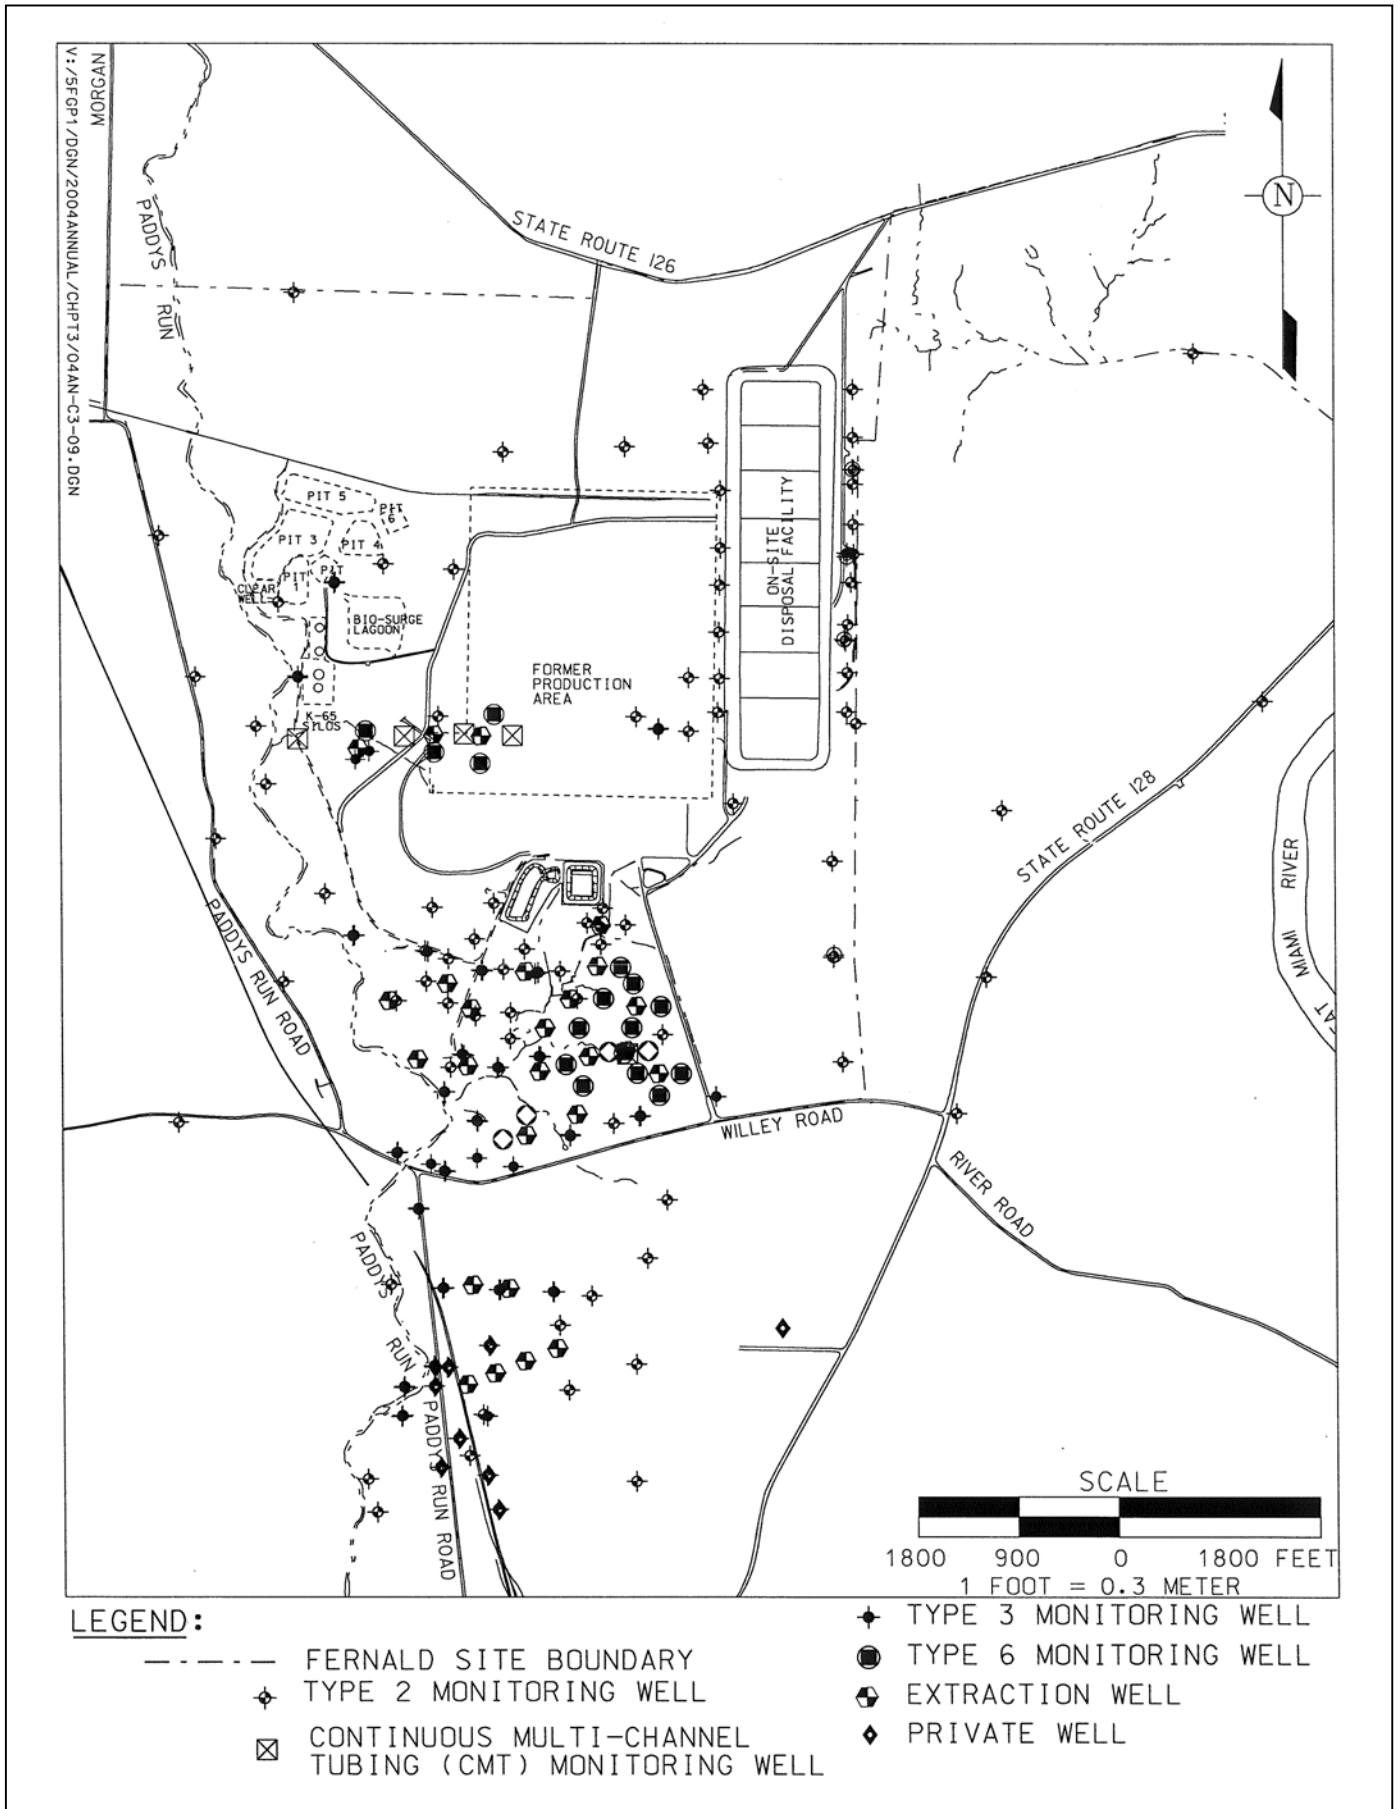 V:/5FGP1/DGN/2004ANNUAL/CHPT3/04AN-C3-09.DGN
MORGAN
N
PADDYS RUN
STATE ROUTE 126
PIT 5
PIT
6
PIT 3
PIT 4
PIT
PIT
1
CLEAR
WELL
BIO-SURGE
LAGOON
ON-SITE
DISPOSAL FACILITY
FORMER
PRODUCTION
AREA
K-65
SILOS
STATE ROUTE 128
MIAMI RIVER
PADDYS RUN ROAD
WILLEY ROAD
RIVER ROAD
PADDYS RUN
PADDYS RUN ROAD
SCALE
1800 900 0 1800 FEET
1 FOOT = 0.3 METER
LEGEND:
FERNALD SITE BOUNDARY
TYPE 2 MONITORING WELL
CONTINUOUS MULTI-CHANNEL
TUBING (CMT) MONITORING WELL
TYPE 3 MONITORING WELL
TYPE 6 MONITORING WELL
EXTRACTION WELL
PRIVATE WELL